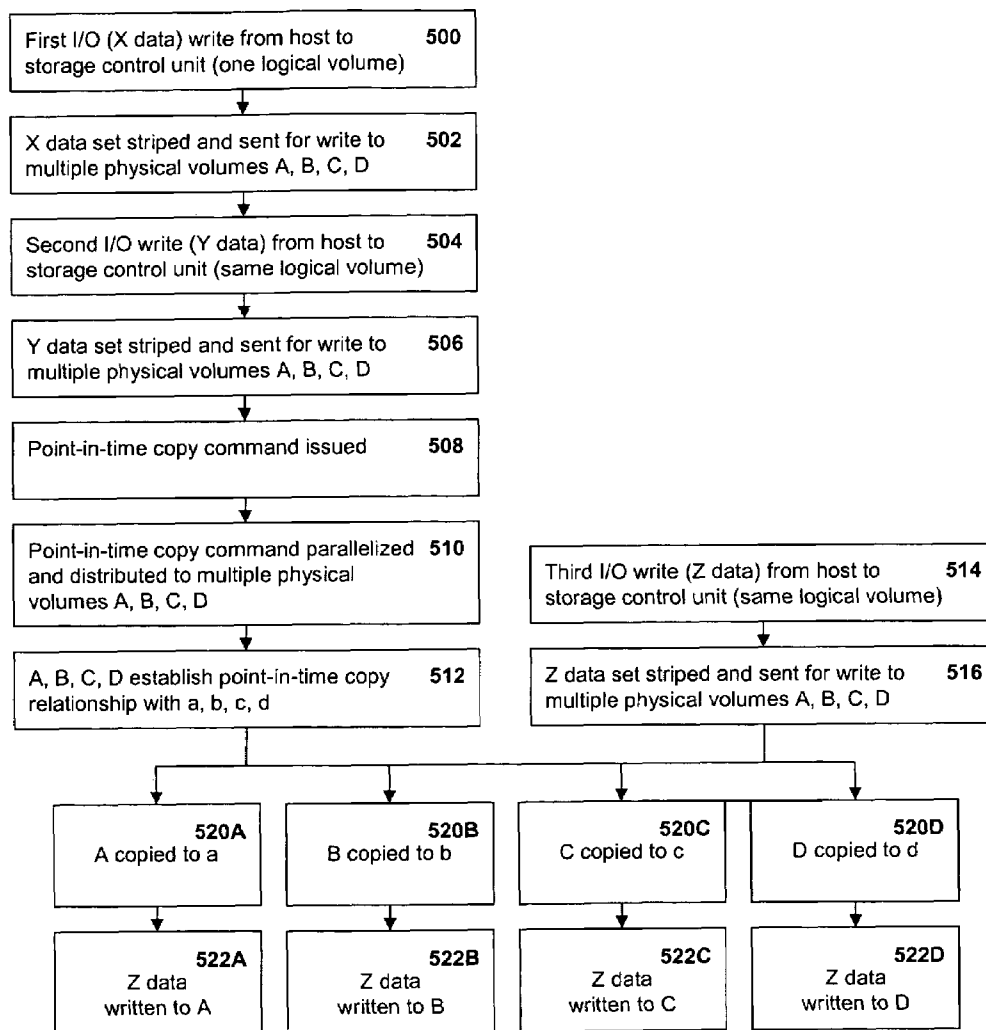 First I/O (X data) write from host to 500
storage control unit (one logical volume)
X data set striped and sent for write to 502
multiple physical volumes A, B, C, D
Second I/O write (Y data) from host to 504
storage control unit (same logical volume)
Y data set striped and sent for write to 506
multiple physical volumes A, B, C, D
Point-in-time copy command issued 508
Point-in-time copy command parallelized 510
and distributed to multiple physical
volumes A, B, C, D
Third I/O write (Z data) from host to 514
storage control unit (same logical volume)
A, B, C, D establish point-in-time copy 512
relationship with a, b, c, d
Z data set striped and sent for write to 516
multiple physical volumes A, B, C, D
520A
A copied to a
520B
B copied to b
520C
C copied to c
520D
D copied to d
522A
Z data
written to A
522B
Z data
written to B
522C
Z data
written to C
522D
Z data
written to D